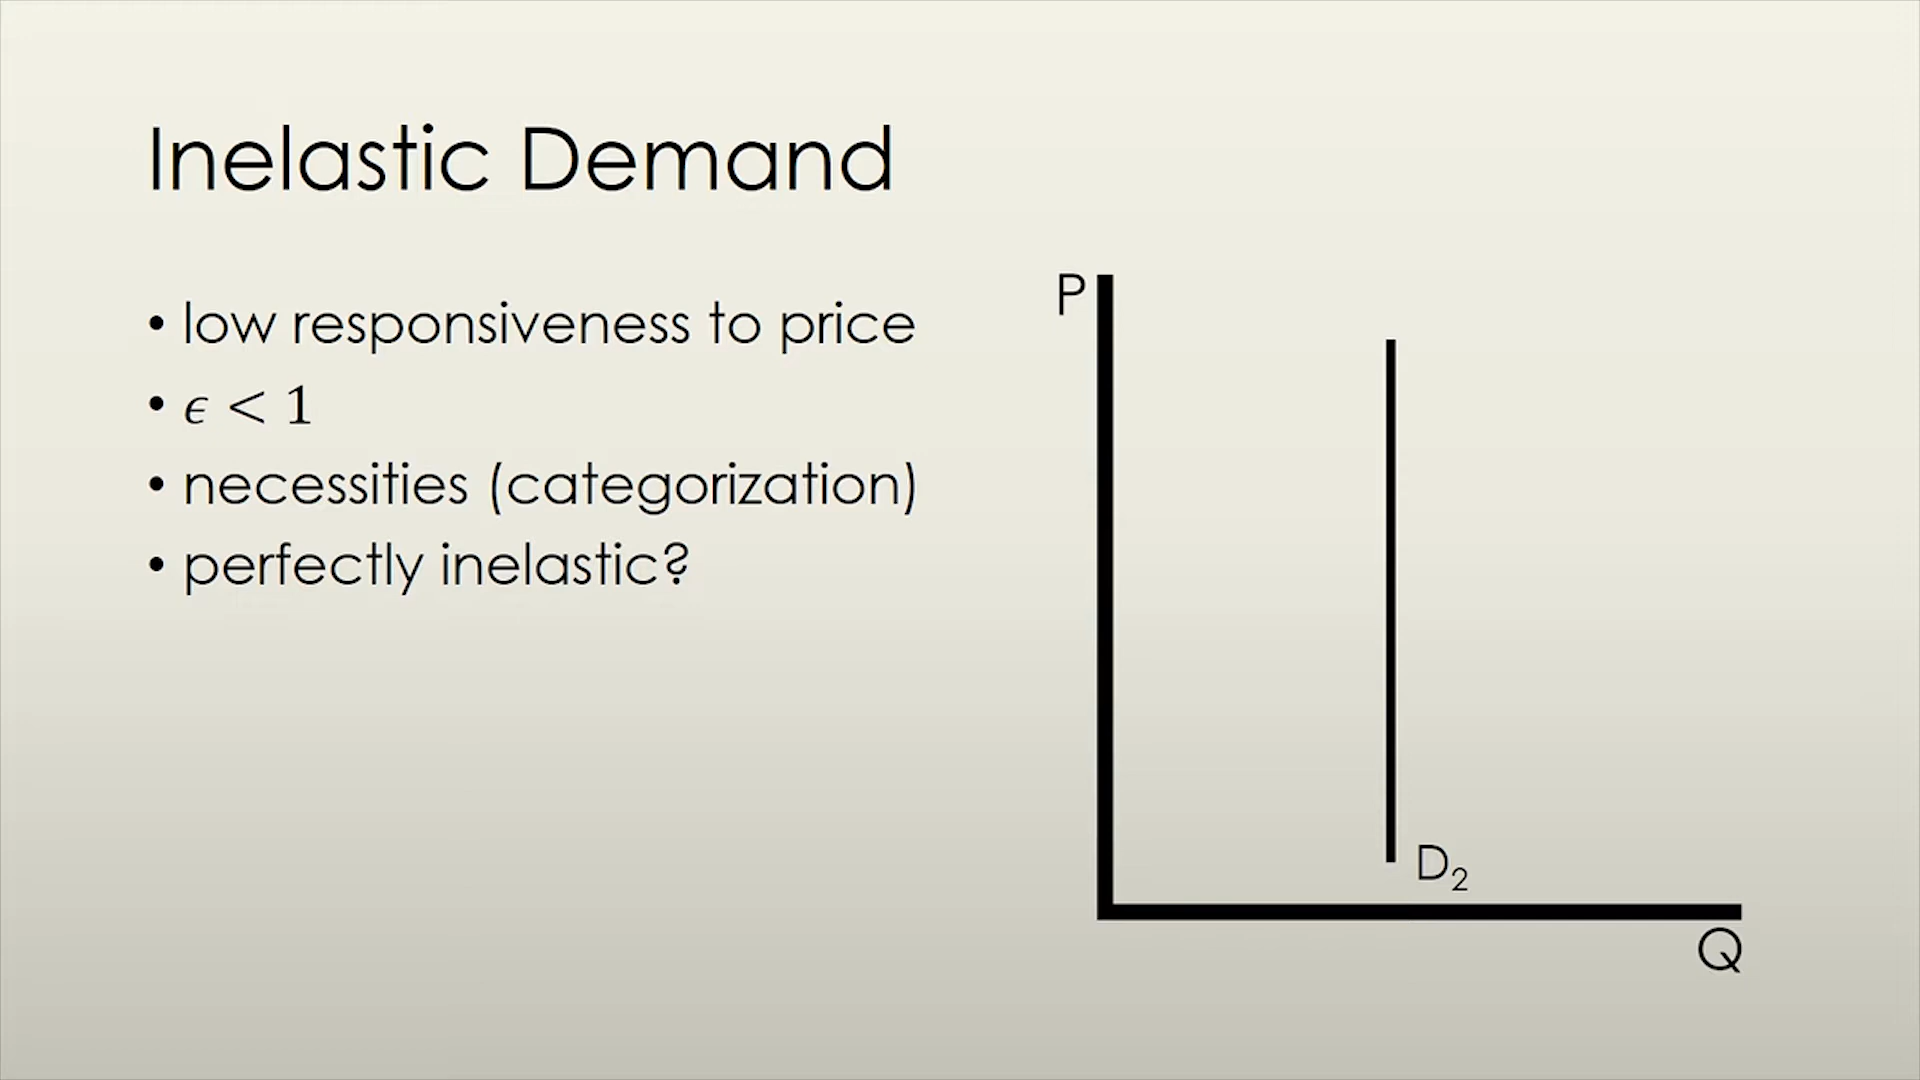 Inelastic Demand
• low responsiveness to price
• ϵ < 1
• necessities (categorization)
• perfectly inelastic?
P
D₂
Q